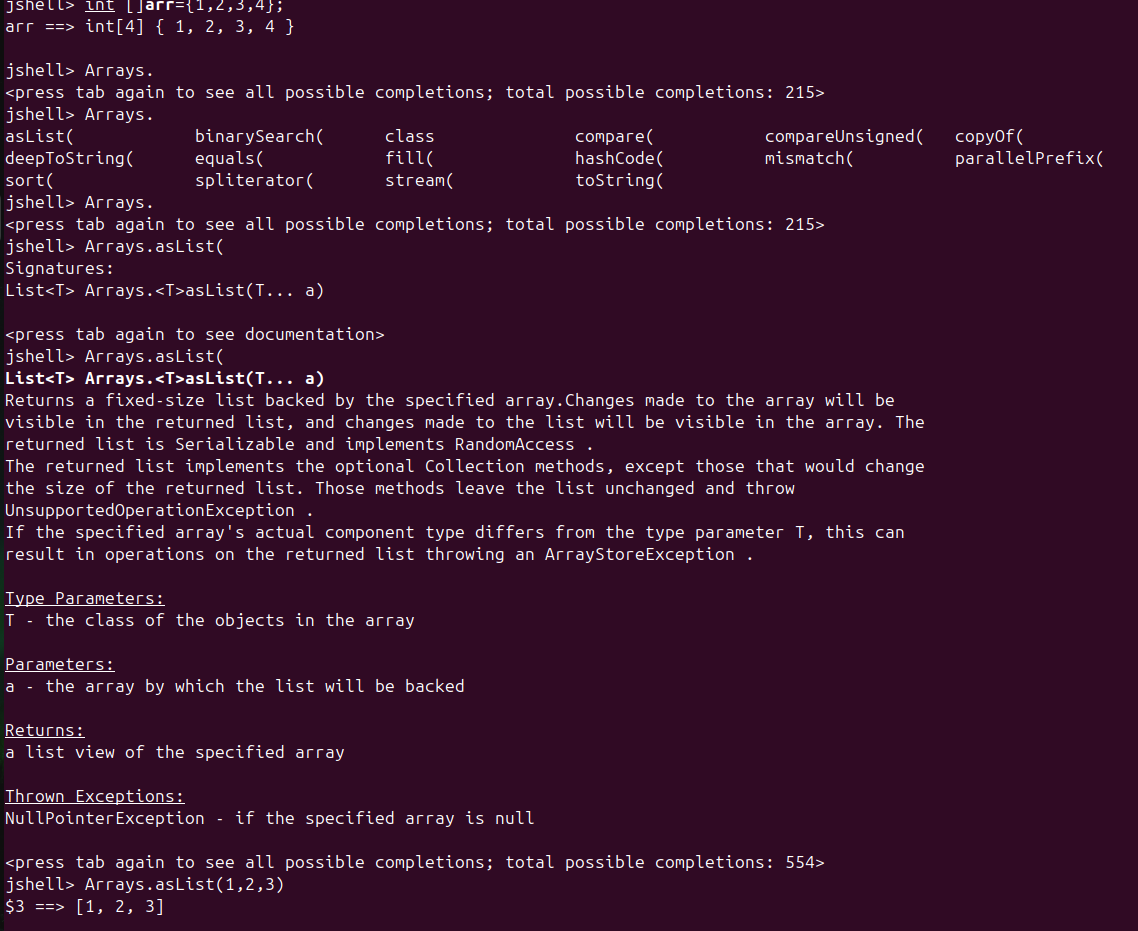 jshell> int []arr={1,2,3,4};
arr ==> int[4] { 1, 2, 3, 4 }
jshell> Arrays.
<press tab again to see all possible completions; total possible completions: 215>
jshell> Arrays.
asList(            binarySearch(      class              compare(           compareUnsigned(   copyOf(
deepToString(      equals(            fill(              hashCode(          mismatch(          parallelPrefix(
sort(              spliterator(       stream(            toString(
jshell> Arrays.
<press tab again to see all possible completions; total possible completions: 215>
jshell> Arrays.asList(
Signatures:
List<T> Arrays.<T>asList(T... a)
<press tab again to see documentation>
jshell> Arrays.asList(
List<T> Arrays.<T>asList(T... a)
Returns a fixed-size list backed by the specified array.Changes made to the array will be
visible in the returned list, and changes made to the list will be visible in the array. The
returned list is Serializable and implements RandomAccess .
The returned list implements the optional Collection methods, except those that would change
the size of the returned list. Those methods leave the list unchanged and throw
UnsupportedOperationException .
If the specified array's actual component type differs from the type parameter T, this can
result in operations on the returned list throwing an ArrayStoreException .
Type Parameters:
T - the class of the objects in the array
Parameters:
a - the array by which the list will be backed
Returns:
a list view of the specified array
Thrown Exceptions:
NullPointerException - if the specified array is null
<press tab again to see all possible completions; total possible completions: 554>
jshell> Arrays.asList(1,2,3)
$3 ==> [1, 2, 3]